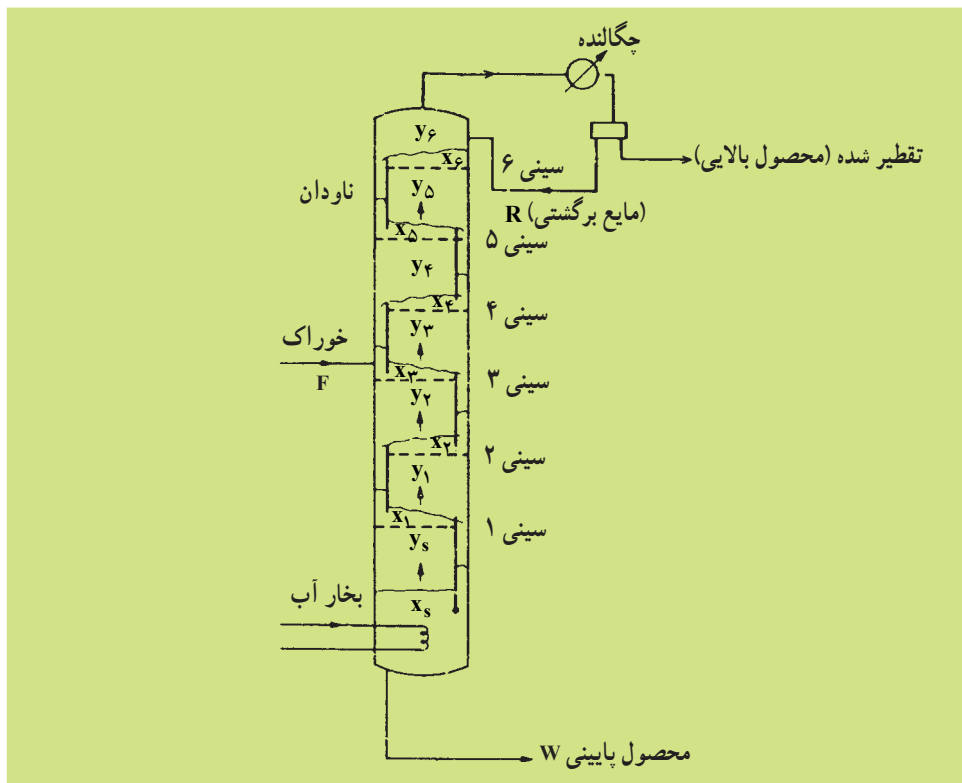 چگالنده
y۶
تقطیر شده (محصول بالایی)
x۶
سینی ۶
ناودان
y۵
R (مایع برگشتی)
x۵
سینی ۵
y۴
x۴
سینی ۴
y۳
خوراک
F
x۳
سینی ۳
y۲
x۲
سینی ۲
y۱
x۱
سینی ۱
ys
بخار آب
xs
محصول پایینی W